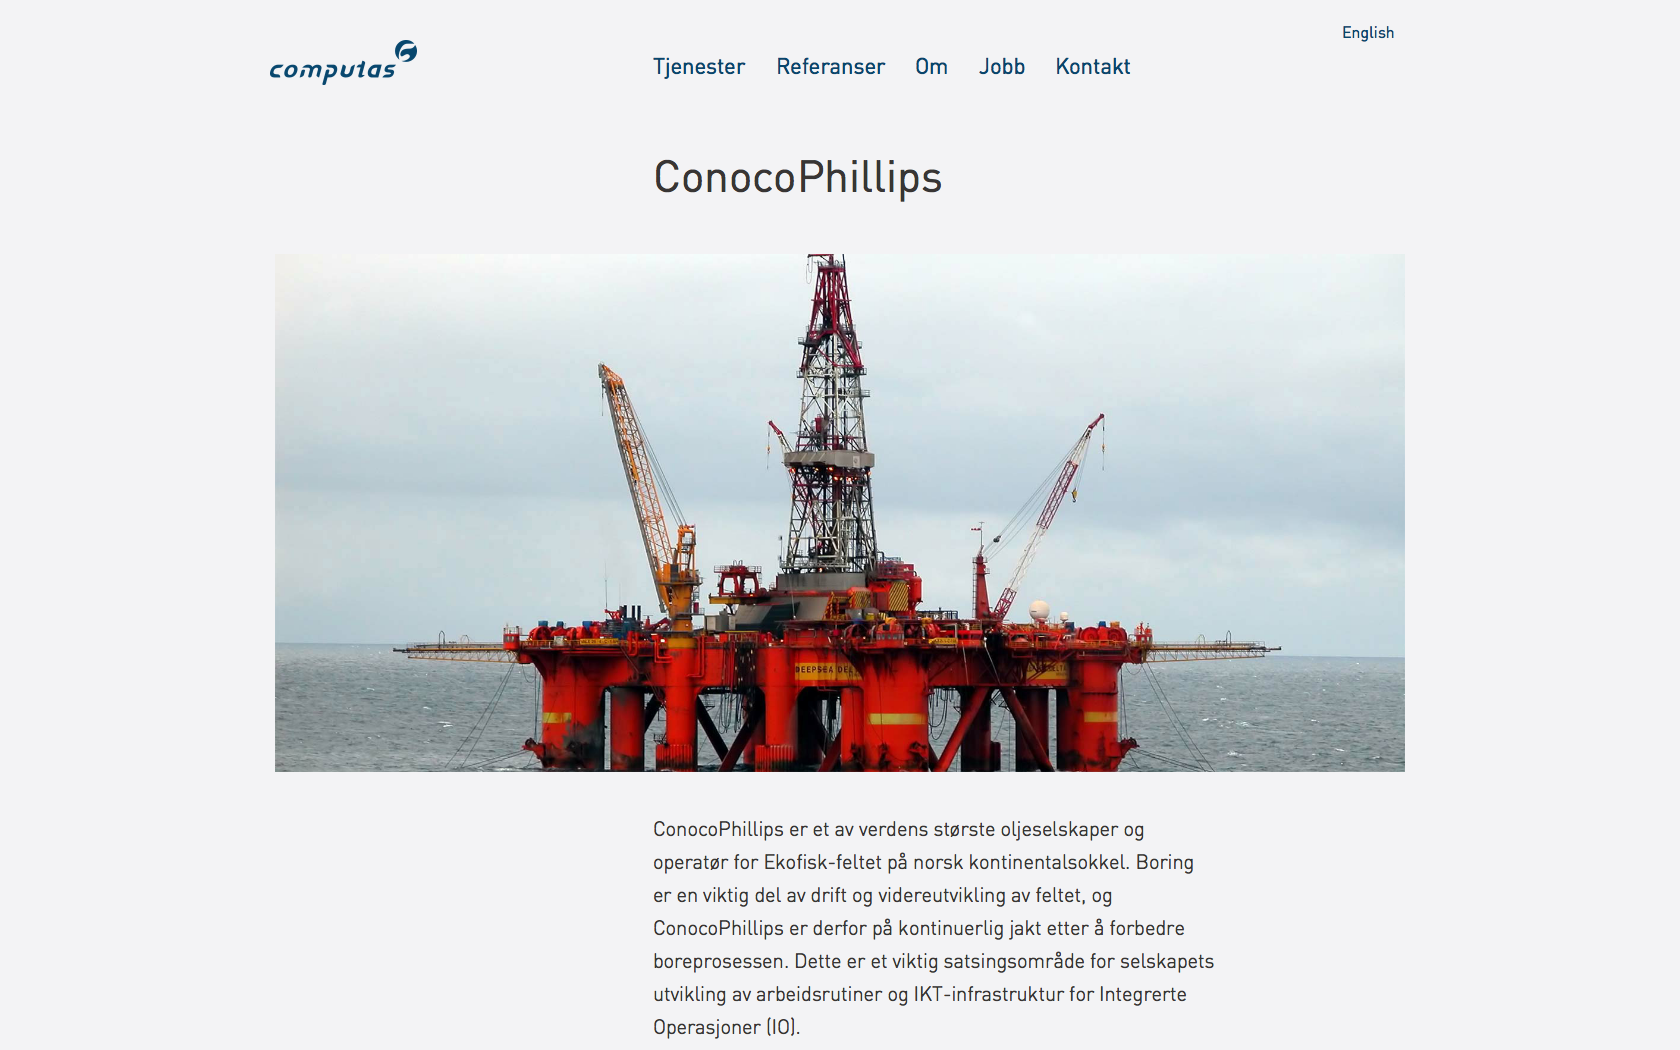 English
computas
Tjenester Referanser Om Jobb Kontakt
ConocoPhillips
DEEPSEA
ConocoPhillips er et av verdens største oljeselskaper og
operatør for Ekofisk-feltet på norsk kontinentalsokkel. Boring
er en viktig del av drift og videreutvikling av feltet, og
ConocoPhillips er derfor på kontinuerlig jakt etter å forbedre
boreprosessen. Dette er et viktig satsingsområde for selskapets
utvikling av arbeidsrutiner og IKT-infrastruktur for Integrerte
Operasjoner (IO).